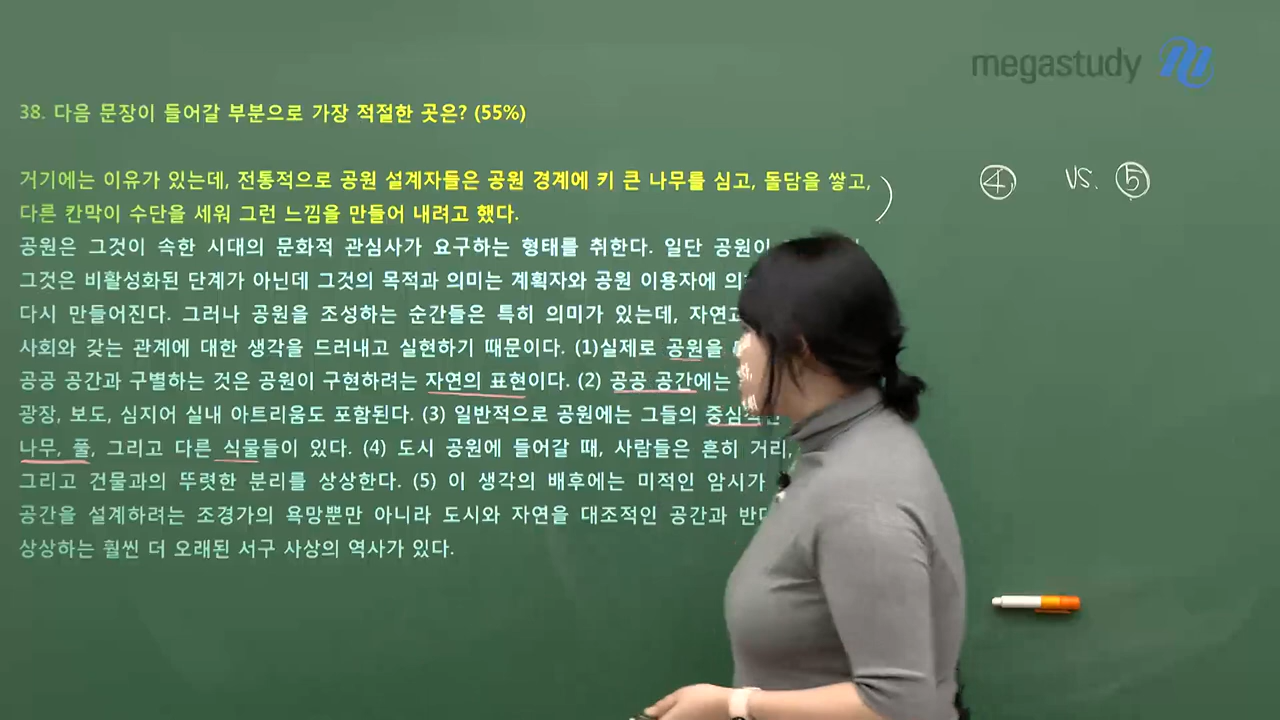 megastudy
38. 다음 문장이 들어갈 부분으로 가장 적절한 곳은? (55%)
거기에는 이유가 있는데, 전통적으로 공원 설계자들은 공원 경계에 키 큰 나무를 심고, 돌담을 쌓고,
다른 칸막이 수단을 세워 그런 느낌을 만들어 내려고 했다.
④ VS. ⑤
공원은 그것이 속한 시대의 문화적 관심사가 요구하는 형태를 취한다. 일단 공원이
그것은 비활성화된 단계가 아닌데 그것의 목적과 의미는 계획자와 공원 이용자에
다시 만들어진다. 그러나 공원을 조성하는 순간들은 특히 의미가 있는데,
사회와 갖는 관계에 대한 생각을 드러내고 실현하기 때문이다. (1)실제로 공원을
공공 공간과 구별하는 것은 공원이 구현하려는 자연의 표현이다. (2) 공공 공간에는
광장, 보도, 심지어 실내 아트리움도 포함된다. (3) 일반적으로 공원에는 그들의
나무, 풀, 그리고 다른 식물들이 있다. (4) 도시 공원에 들어갈 때, 사람들은 흔히 거리,
그리고 건물과의 뚜렷한 분리를 상상한다. (5) 이 생각의 배후에는 미적인 암시가
공간을 설계하려는 조경가의 욕망뿐만 아니라 도시와 자연을 대조적인 공간과
상상하는 훨씬 더 오래된 서구 사상의 역사가 있다.